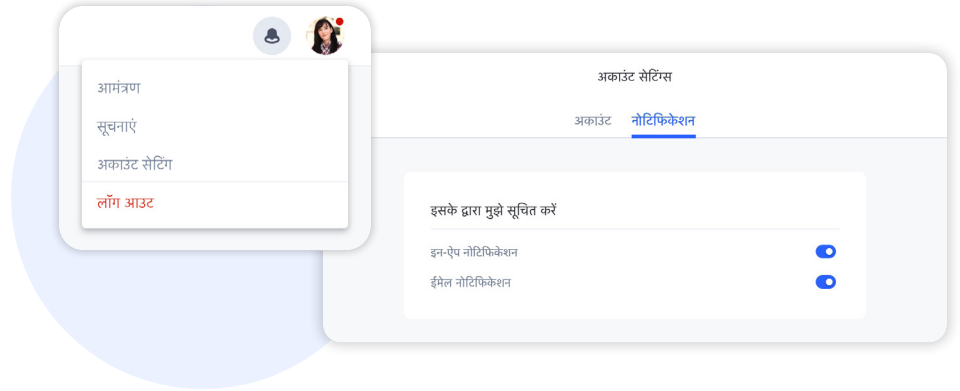 आमंत्रण
सूचनाएं
अकाउंट सेटिंग
लॉग आउट
अकाउंट सेटिंग्स
अकाउंट नोटिफिकेशन
इसके द्वारा मुझे सूचित करें
इन-ऐप नोटिफिकेशन
ईमेल नोटिफिकेशन